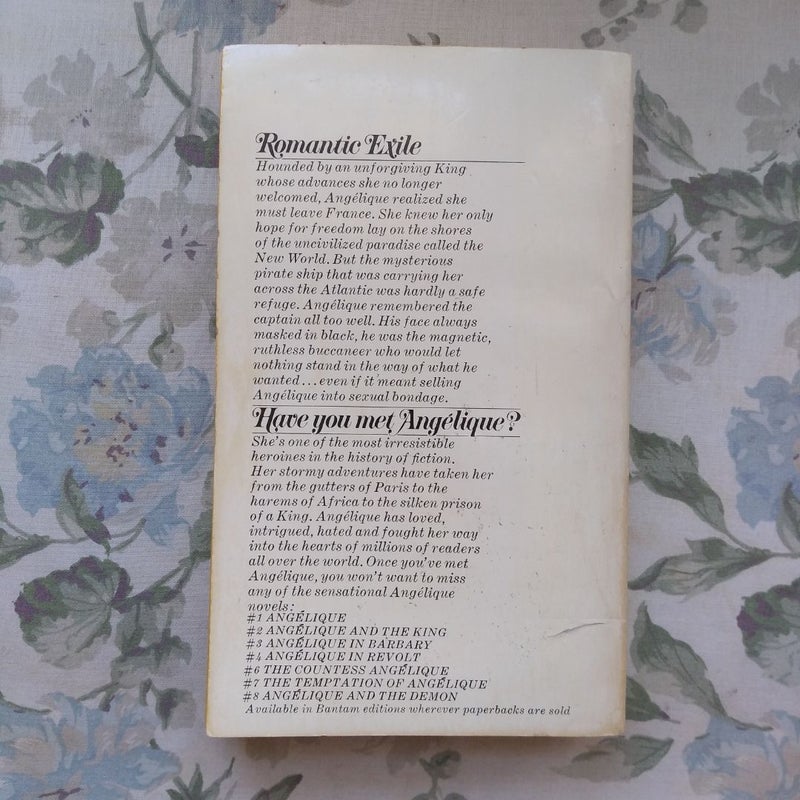 Romantic Exile
Hounded by an unforgiving King
whose advances she no longer
welcomed, Angélique realized she
must leave France. She knew her only
hope for freedom lay on the shores
of the uncivilized paradise called the
New World. But the mysterious
pirate ship that was carrying her
across the Atlantic was hardly a safe
refuge. Angélique remembered the
captain all too well. His face always
masked in black, he was the magnetic,
ruthless buccaneer who would let
nothing stand in the way of what he
wanted...even if it meant selling
Angélique into sexual bondage.
Have you met Angélique?
She's one of the most irresistible
heroines in the history of fiction.
Her stormy adventures have taken her
from the gutters of Paris to the
harems of Africa to the silken prison
of a King. Angélique has loved,
intrigued, hated and fought her way
into the hearts of millions of readers
all over the world. Once you've met
Angélique, you won't want to miss
any of the sensational Angélique
novels:
#1 ANGÉLIQUE
#2 ANGÉLIQUE AND THE KING
#3 ANGÉLIQUE IN BARBARY
#4 ANGÉLIQUE IN REVOLT
#6 THE COUNTESS ANGÉLIQUE
#7 THE TEMPTATION OF ANGÉLIQUE
#8 ANGÉLIQUE AND THE DEMON
Available in Bantam editions wherever paperbacks are sold